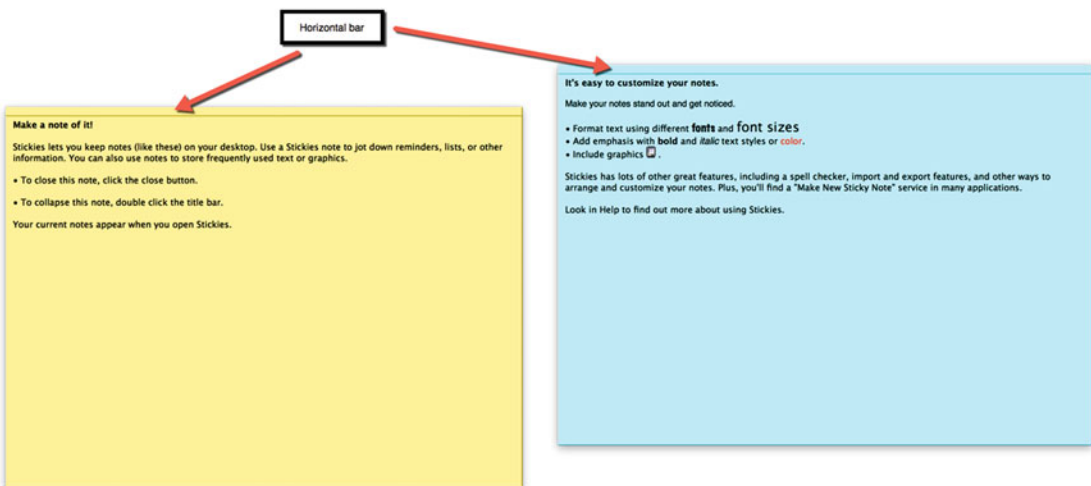 Horizontal bar
Make a note of it!
Stickies lets you keep notes (like these) on your desktop. Use a Stickies note to jot down reminders, lists, or other
information. You can also use notes to store frequently used text or graphics.
• To close this note, click the close button.
• To collapse this note, double click the title bar.
Your current notes appear when you open Stickies.
It's easy to customize your notes.
Make your notes stand out and get noticed.
• Format text using different fonts and font sizes
• Add emphasis with bold and italic text styles or color.
• Include graphics .
Stickies has lots of other great features, including a spell checker, import and export features, and other ways to
arrange and customize your notes. Plus, you'll find a "Make New Sticky Note" service in many applications.
Look in Help to find out more about using Stickies.